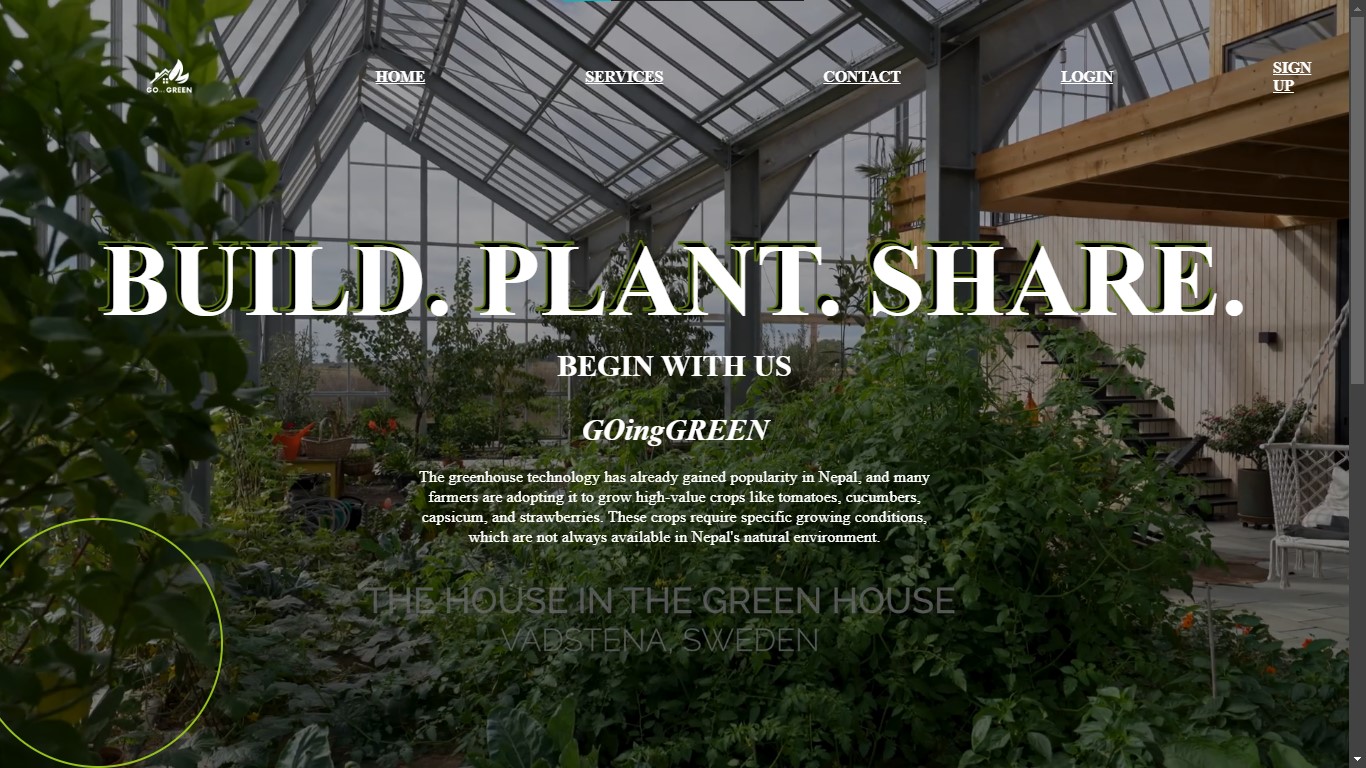 GO GREEN
HOME
SERVICES
CONTACT
LOGIN
SIGN
UP
BUILD. PLANT. SHARE.
BEGIN WITH US
GOingGREEN
The greenhouse technology has already gained popularity in Nepal, and many
farmers are adopting it to grow high-value crops like tomatoes, cucumbers,
capsicum, and strawberries. These crops require specific growing conditions,
which are not always available in Nepal's natural environment.
THE HOUSE IN THE GREEN HOUSE
VADSTENA, SWEDEN